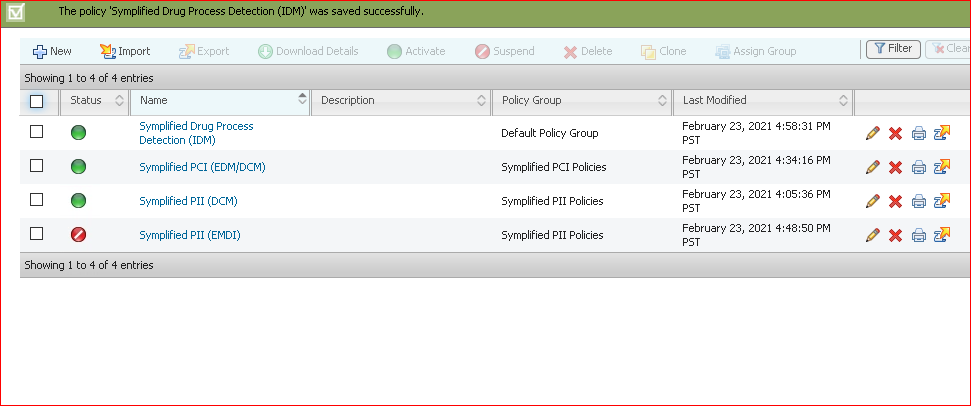 The policy 'Symplified Drug Process Detection (IDM)' was saved successfully.
New Import Export Download Details Activate Suspend Delete Clone Assign Group Filter Clear
Showing 1 to 4 of 4 entries
Status Name Description Policy Group Last Modified
Symplified Drug Process Detection (IDM) Default Policy Group February 23, 2021 4:58:31 PM PST
Symplified PCI (EDM/DCM) Symplified PCI Policies February 23, 2021 4:34:16 PM PST
Symplified PII (DCM) Symplified PII Policies February 23, 2021 4:05:36 PM PST
Symplified PII (EMDI) Symplified PII Policies February 23, 2021 4:48:50 PM PST
Showing 1 to 4 of 4 entries